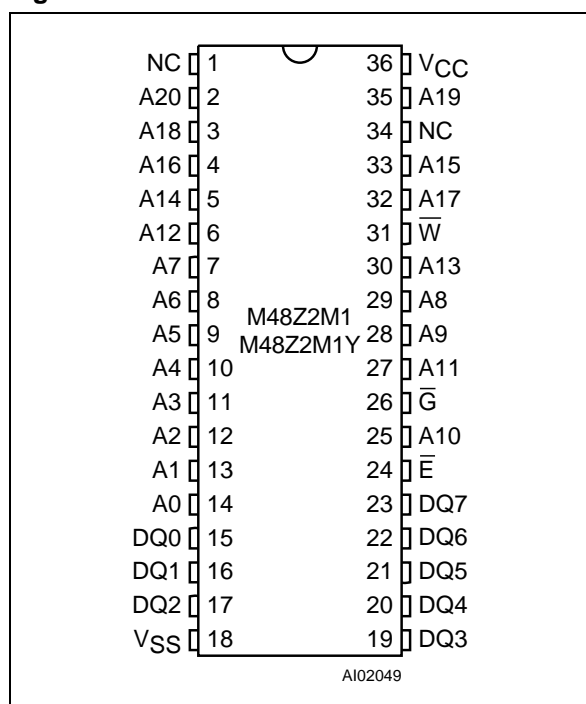 NC 1 36 VCC
A20 2 35 A19
A18 3 34 NC
A16 4 33 A15
A14 5 32 A17
A12 6 31 W̅
A7 7 30 A13
A6 8 29 A8
M48Z2M1
A5 9 28 A9
M48Z2M1Y
A4 10 27 A11
A3 11 26 G̅
A2 12 25 A10
A1 13 24 E̅
A0 14 23 DQ7
DQ0 15 22 DQ6
DQ1 16 21 DQ5
DQ2 17 20 DQ4
VSS 18 19 DQ3
AI02049